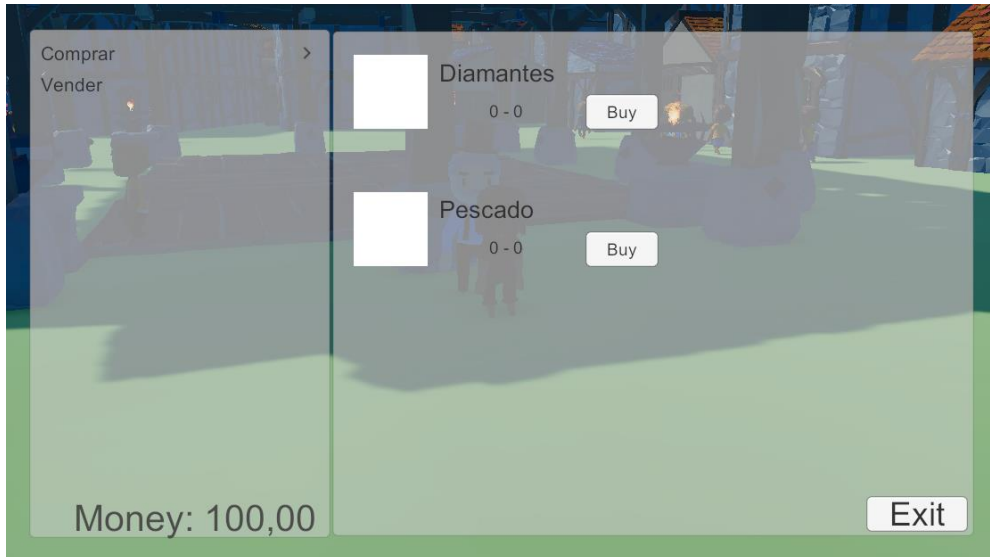 Comprar >
Vender
Money: 100,00
Diamantes
0 - 0 Buy
Pescado
0 - 0 Buy
Exit